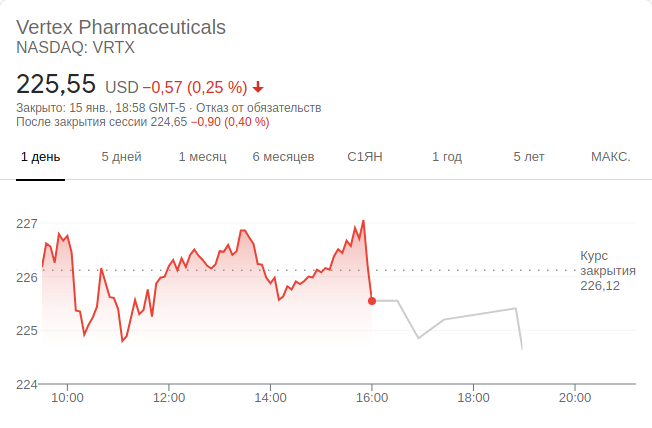 Vertex Pharmaceuticals
NASDAQ: VRTX
225,55 USD −0,57 (0,25 %)
Закрыто: 15 янв., 18:58 GMT-5 · Отказ от обязательств
После закрытия сессии 224,65 −0,90 (0,40 %)
1 день 5 дней 1 месяц 6 месяцев С1ЯН 1 год 5 лет МАКС.
227
226
225
224
Курс
закрытия
226,12
10:00 12:00 14:00 16:00 18:00 20:00